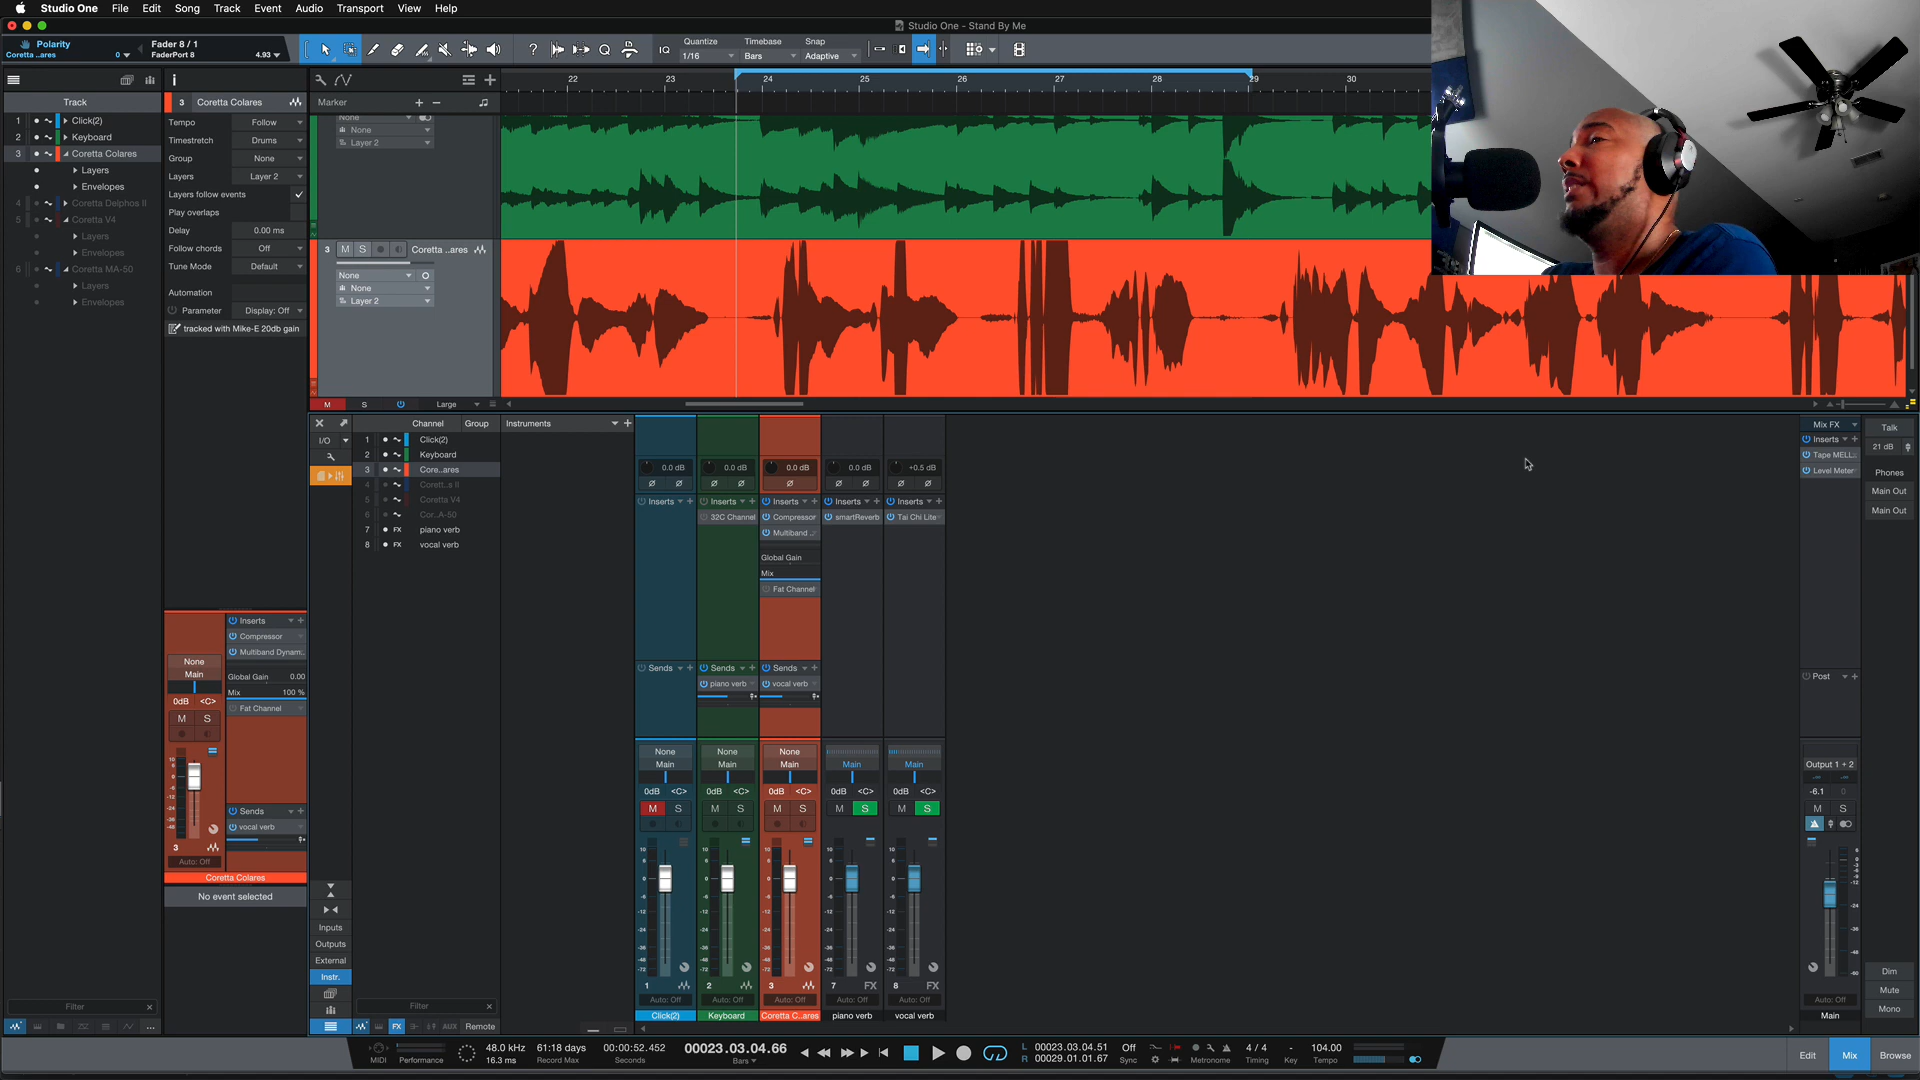 Studio One File Edit Song Track Event Audio Transport View Help
Studio One - Stand By Me
Polarity
Coretta ..ares 0
Fader 8 / 1
FaderPort 8 4.93
IQ
Quantize
1/16
Timebase
Bars
Snap
Adaptive
Track
1 Click(2)
2 Keyboard
3 Coretta Colares
Layers
Envelopes
4 Coretta Delphos II
5 Coretta V4
Layers
Envelopes
6 Coretta MA-50
Layers
Envelopes
Filter
3 Coretta Colares
Tempo Follow
Timestretch Drums
Group None
Layers Layer 2
Layers follow events
Play overlaps
Delay 0.00 ms
Follow chords Off
Tune Mode Default
Automation
Parameter Display: Off
tracked with Mike-E 20db gain
None
Main
0dB <C>
M S
Inserts
Compressor
Multiband Dynam..
Global Gain 0.00
Mix 100 %
Fat Channel
Sends
vocal verb
3
Auto: Off
Coretta Colares
No event selected
Marker
22 23 24 25 26 27 28 29 30
None
None
Layer 2
3 M S Coretta ..ares
None
None
Layer 2
M S Large
Channel Group Instruments
I/O
1 Click(2)
2 Keyboard
3 Core..ares
4 Corett..s II
5 Coretta V4
6 Cor..A-50
7 FX piano verb
8 FX vocal verb
Inputs
Outputs
External
Instr.
Filter
FX AUX Remote
0.0 dB 0.0 dB 0.0 dB 0.0 dB +0.5 dB
Inserts Inserts Inserts Inserts Inserts
32C Channel Compressor smartReverb Tai Chi Lite
Multiband ..
Global Gain
Mix
Fat Channel
Sends Sends Sends
piano verb vocal verb
None None None
Main Main Main Main Main
0dB <C> 0dB <C> 0dB <C> 0dB <C> 0dB <C>
M S M S M S M S M S
1 2 3 7 FX 8 FX
Auto: Off Auto: Off Auto: Off Auto: Off Auto: Off
Click(2) Keyboard Coretta C..ares piano verb vocal verb
Mix FX
Inserts
Tape MELL..
Level Meter
Post
Output 1 + 2
-6.1 0
M S
Auto: Off
Main
Talk
21 dB
Phones
Main Out
Main Out
Dim
Mute
Mono
MIDI Performance
48.0 kHz
16.3 ms
61:18 days
Record Max
00:00:52.452
Seconds
00023.03.04.66
Bars
L 00023.03.04.51
R 00029.01.01.67
Off
Sync
Metronome
4 / 4
Timing
-
Key
104.00
Tempo
Edit Mix Browse